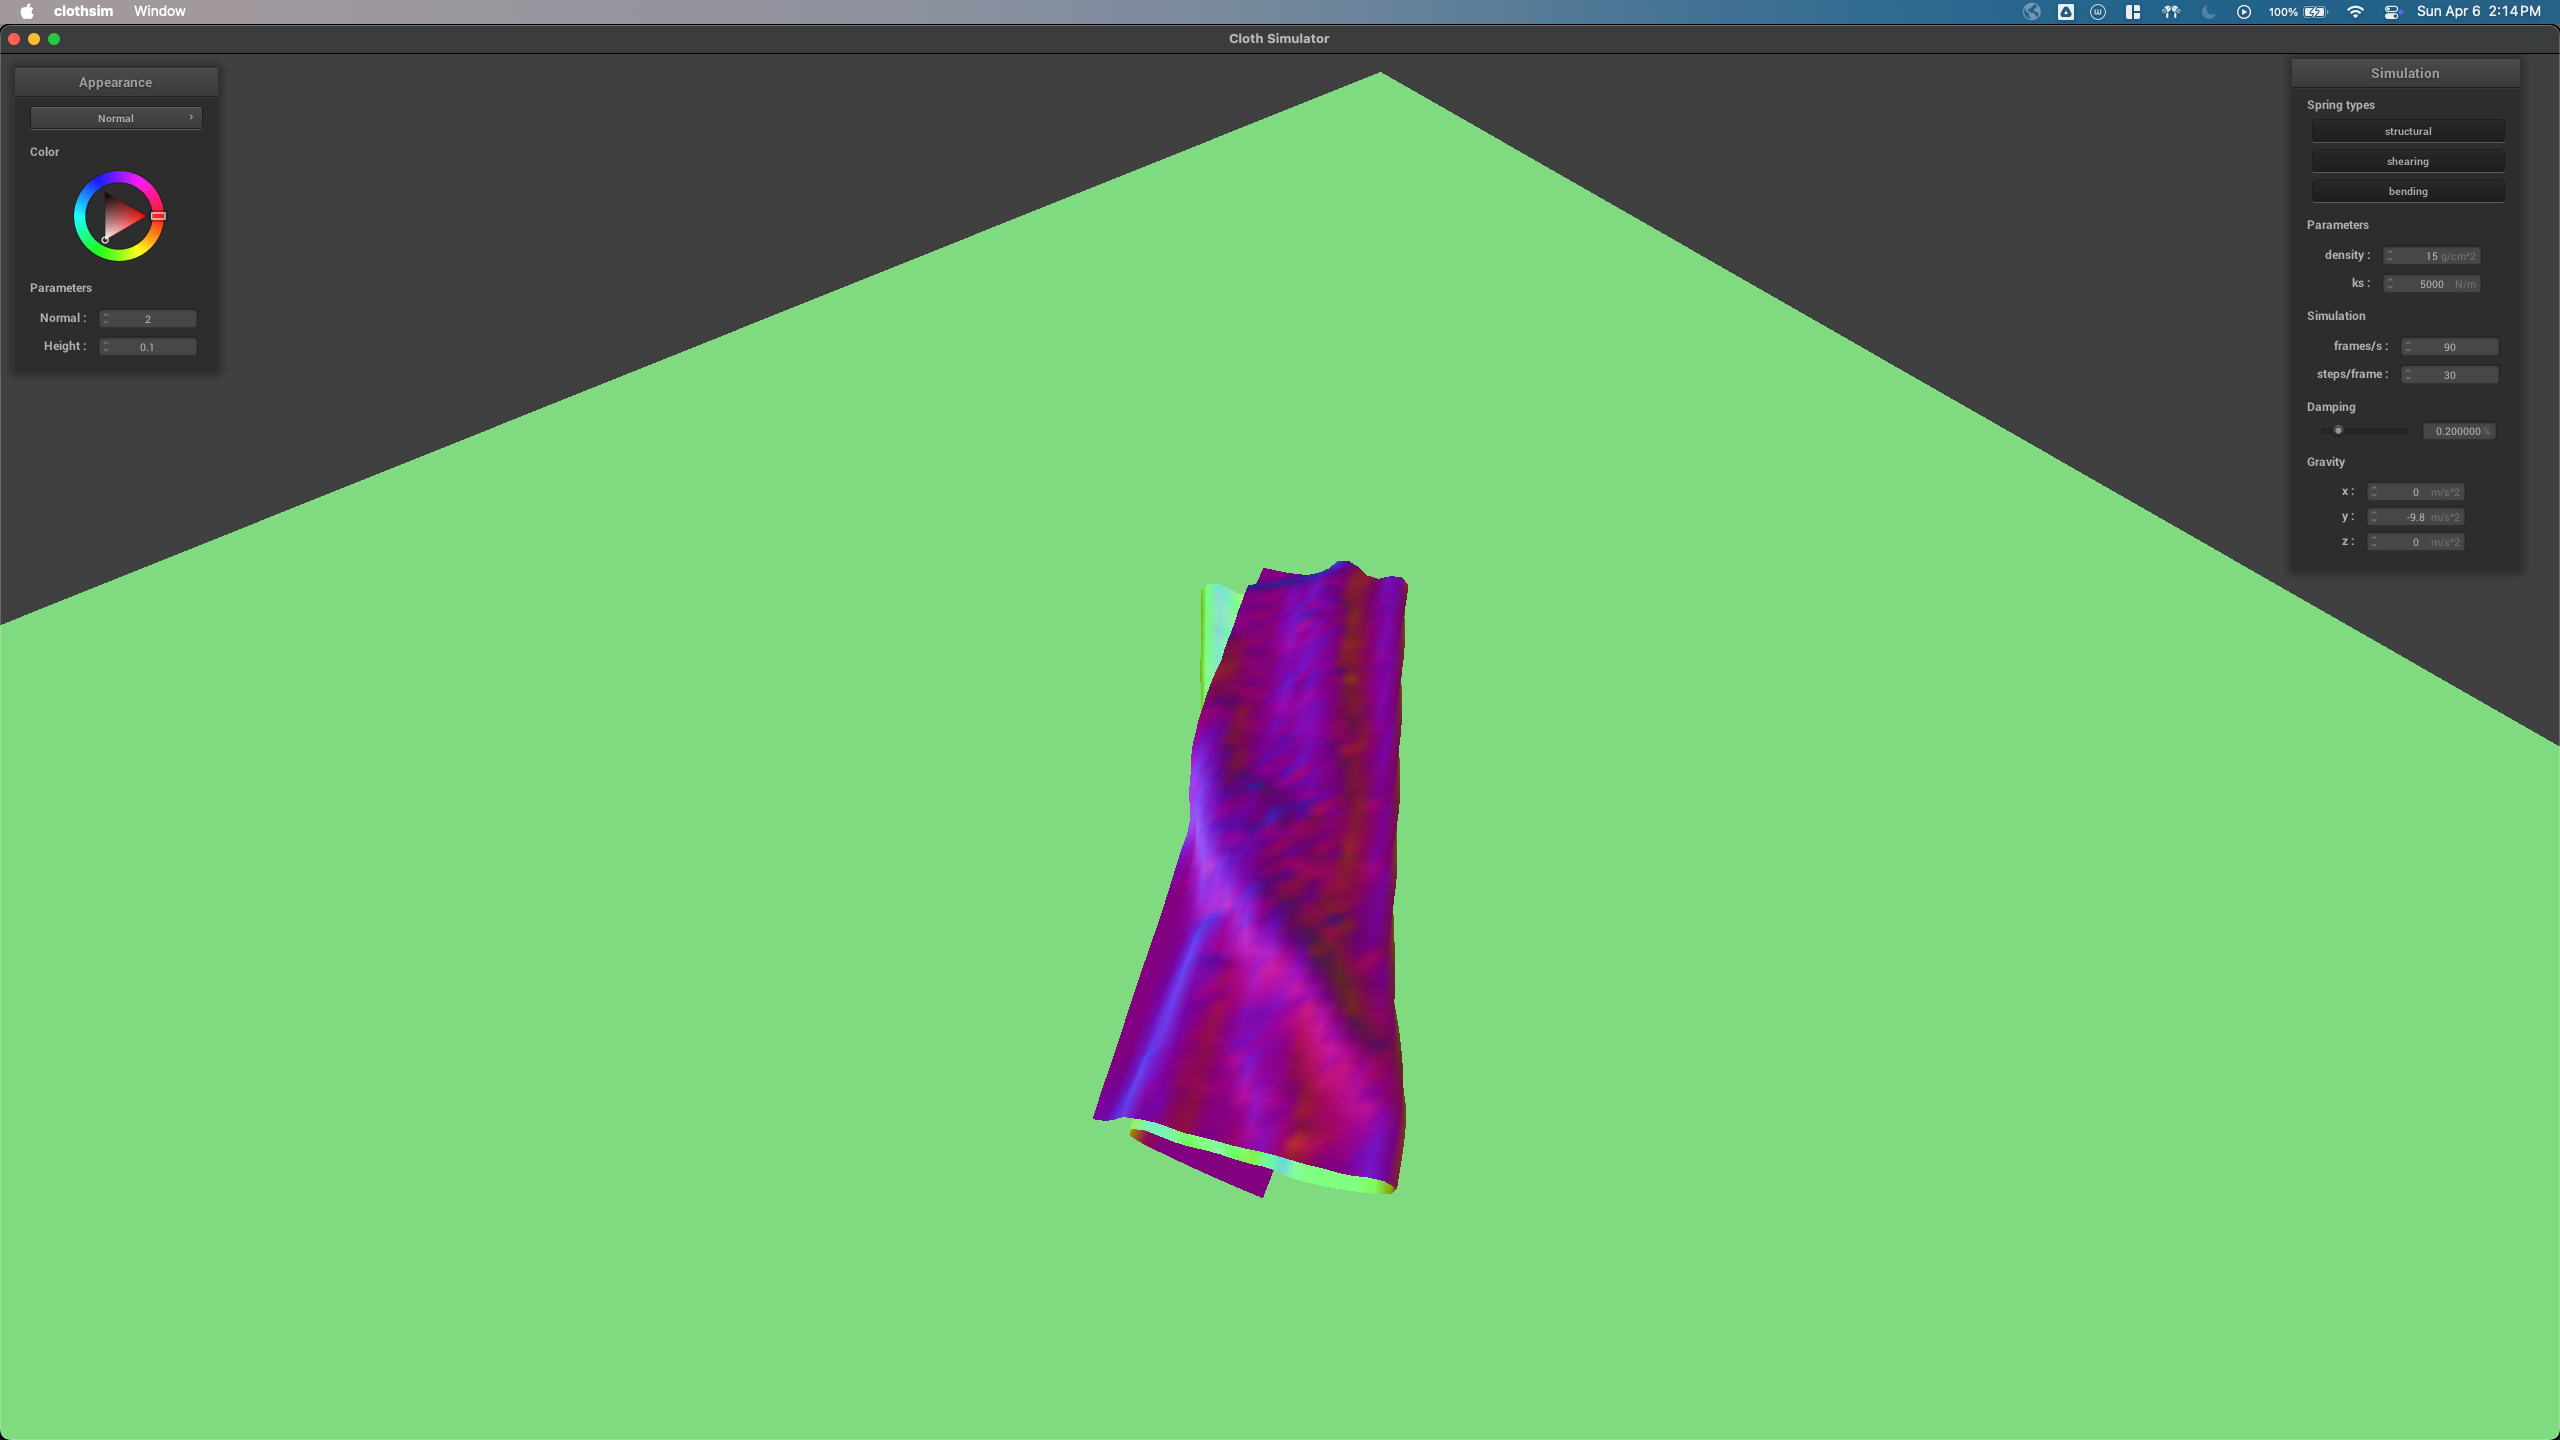 clothsim Window
100% Sun Apr 6 2:14 PM
Cloth Simulator
Appearance
Normal
Color
Parameters
Normal : 2
Height : 0.1
Simulation
Spring types
structural
shearing
bending
Parameters
density : 15 g/cm^2
ks : 5000 N/m
Simulation
frames/s : 90
steps/frame : 30
Damping
0.200000 %
Gravity
x : 0 m/s^2
y : -9.8 m/s^2
z : 0 m/s^2